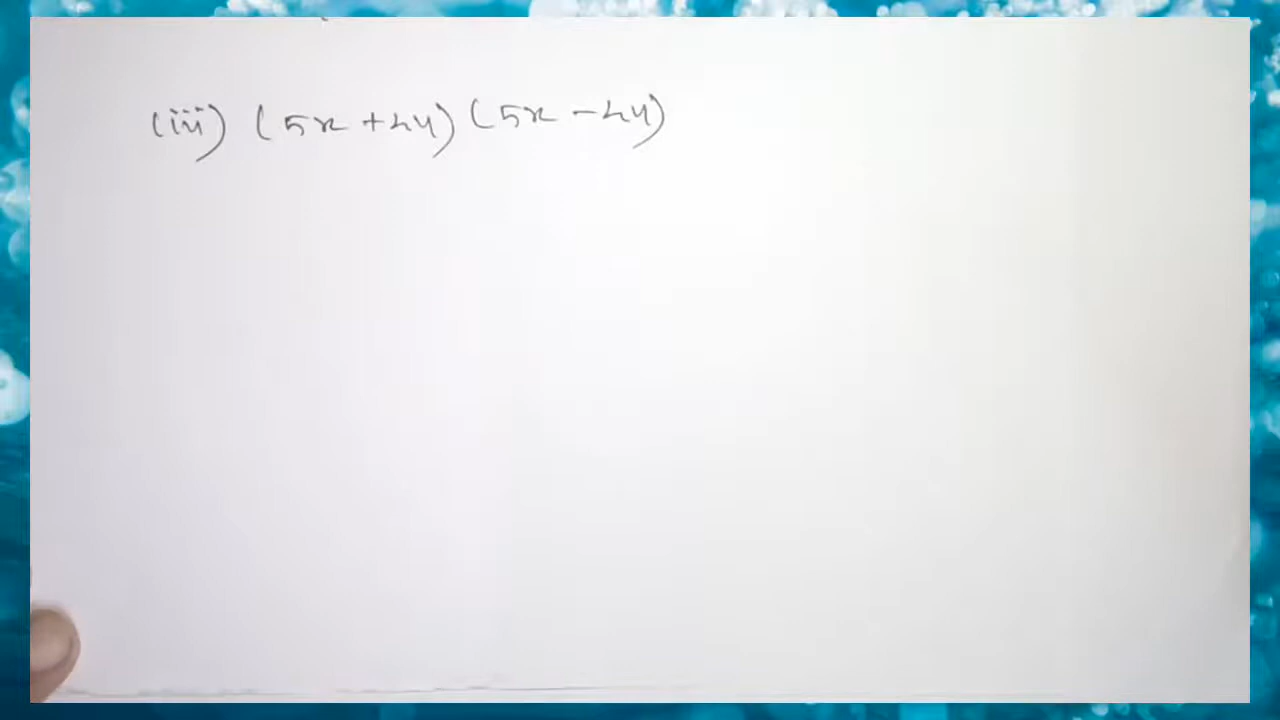 (iii) (5x + 4y) (5x - 4y)